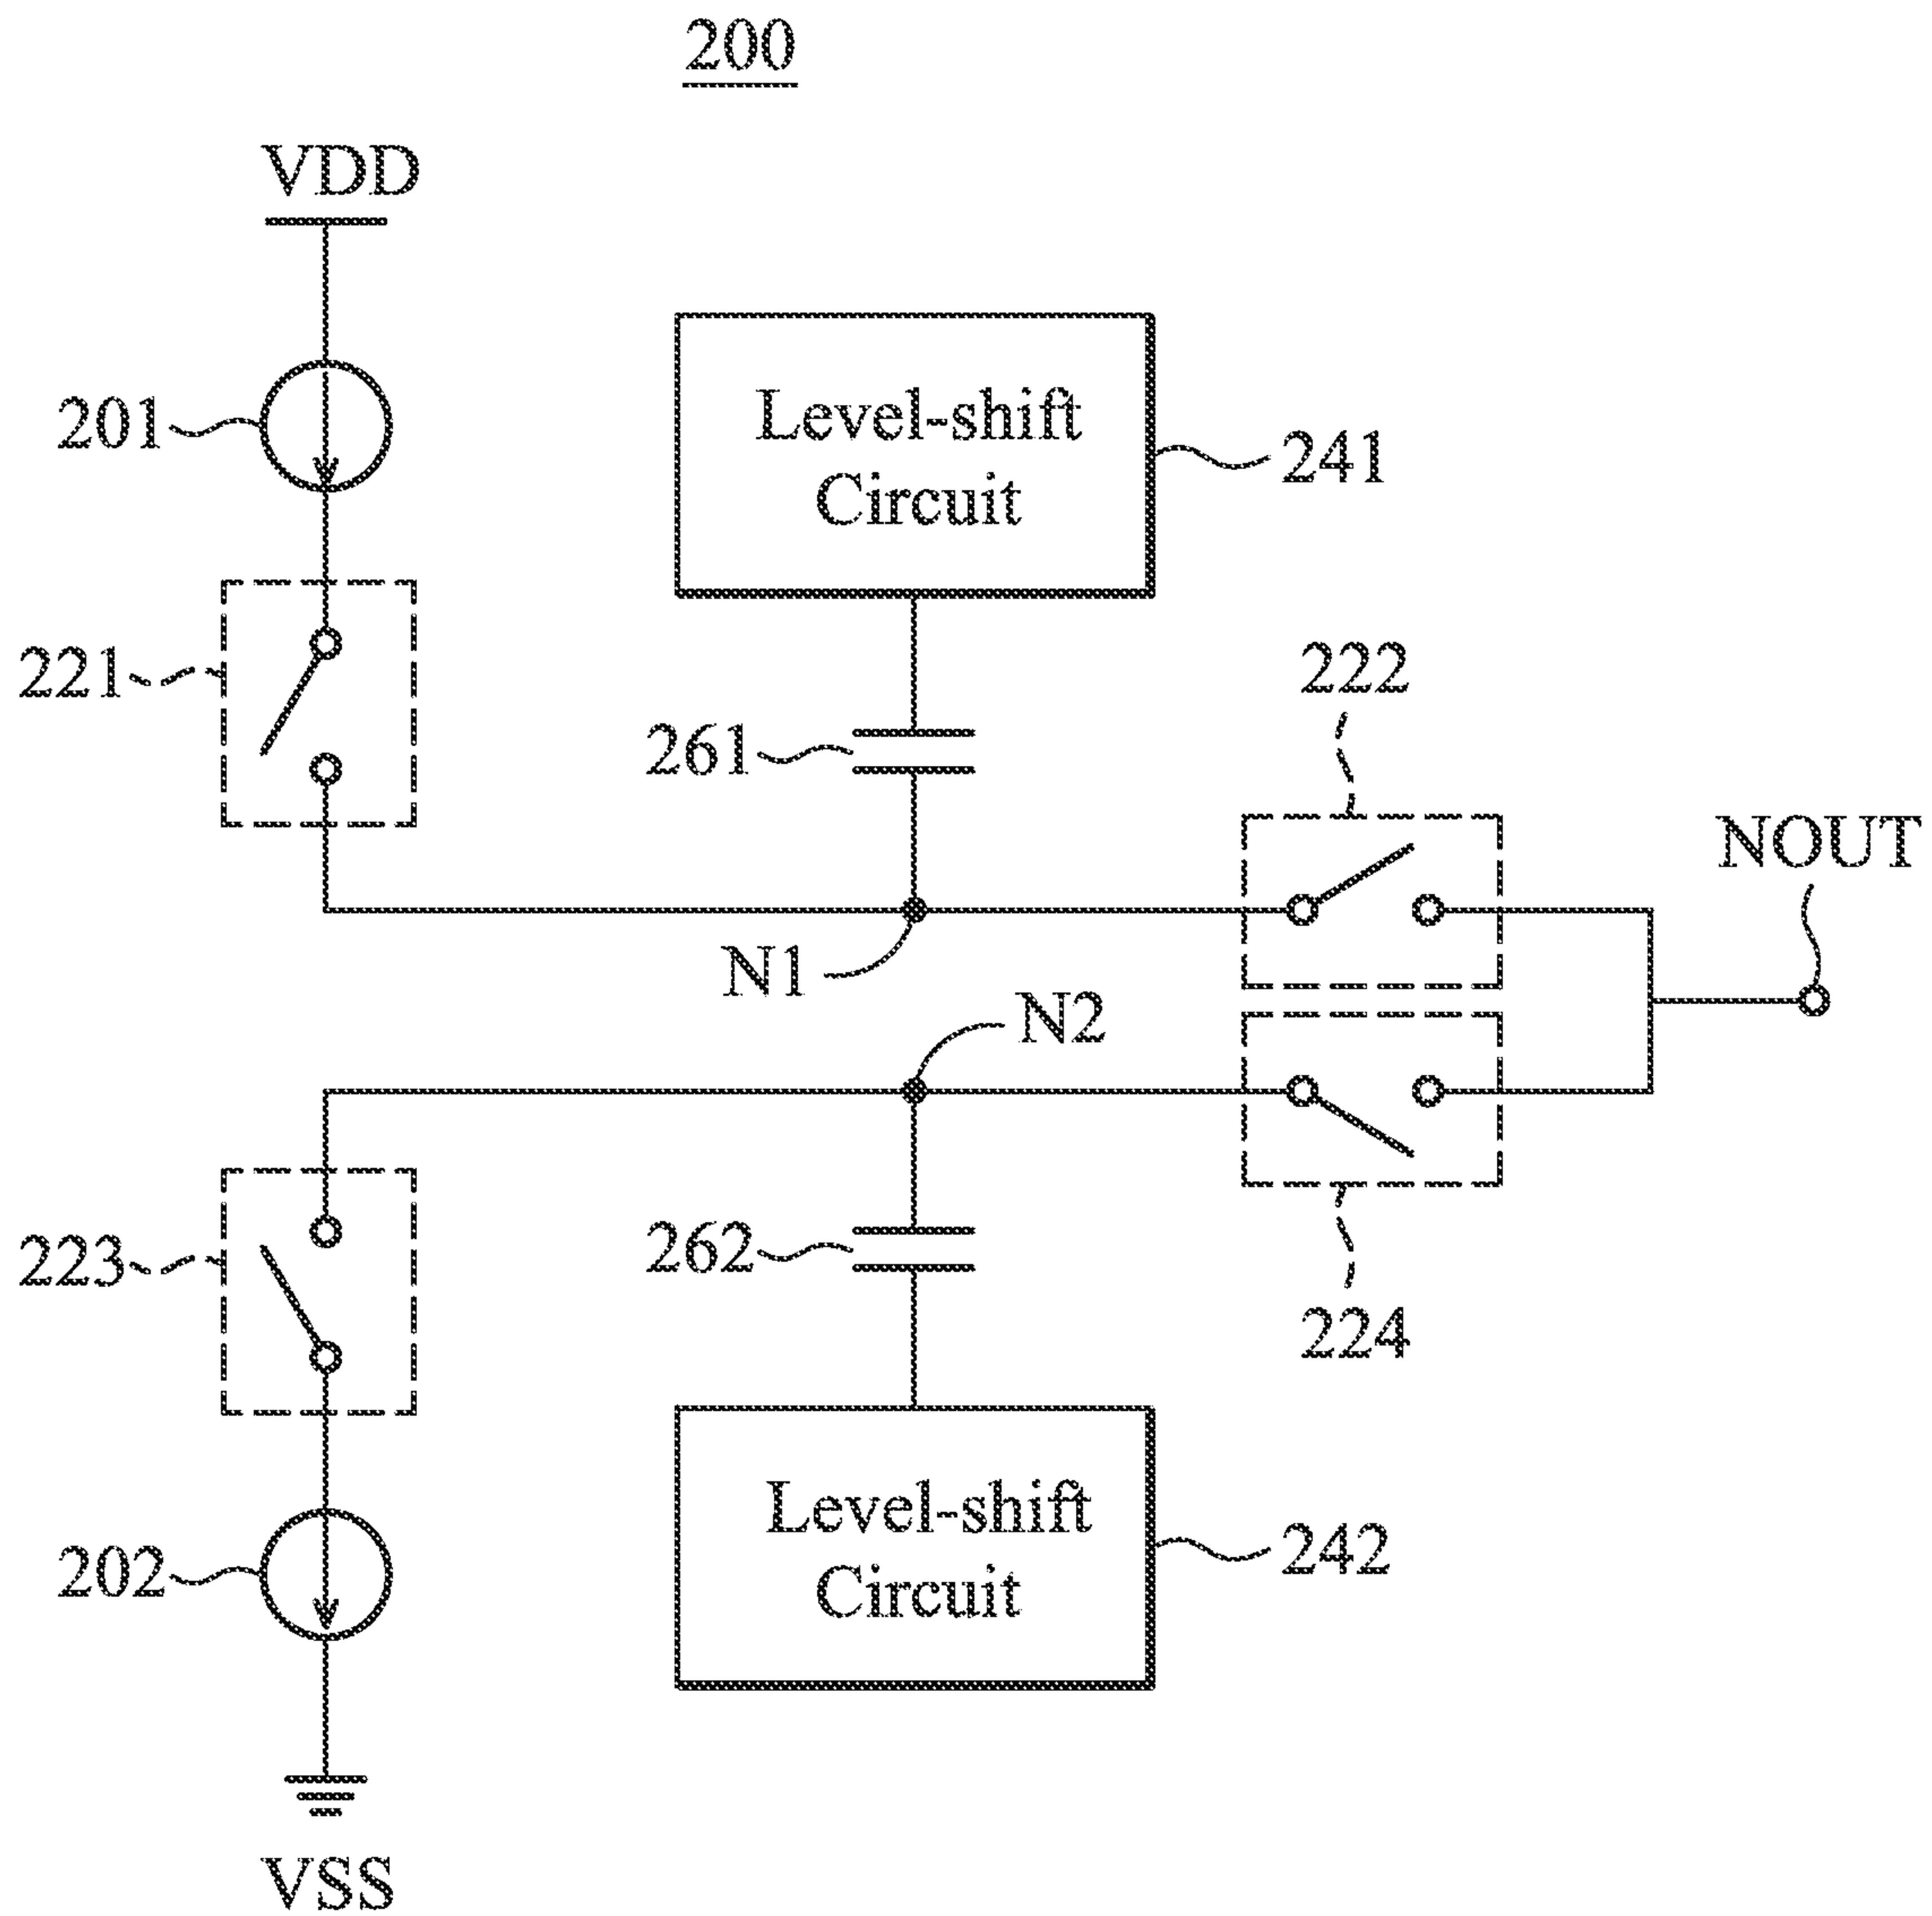 200
VDD
201
Level-shift
Circuit
241
221
261
222
NOUT
N1
N2
223
262
224
202
Level-shift
Circuit
242
VSS